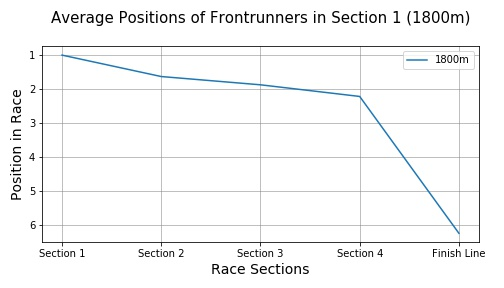 Average Positions of Frontrunners in Section 1 (1800m)
1800m
1
2
3
4
5
6
Position in Race
Section 1 Section 2 Section 3 Section 4 Finish Line
Race Sections